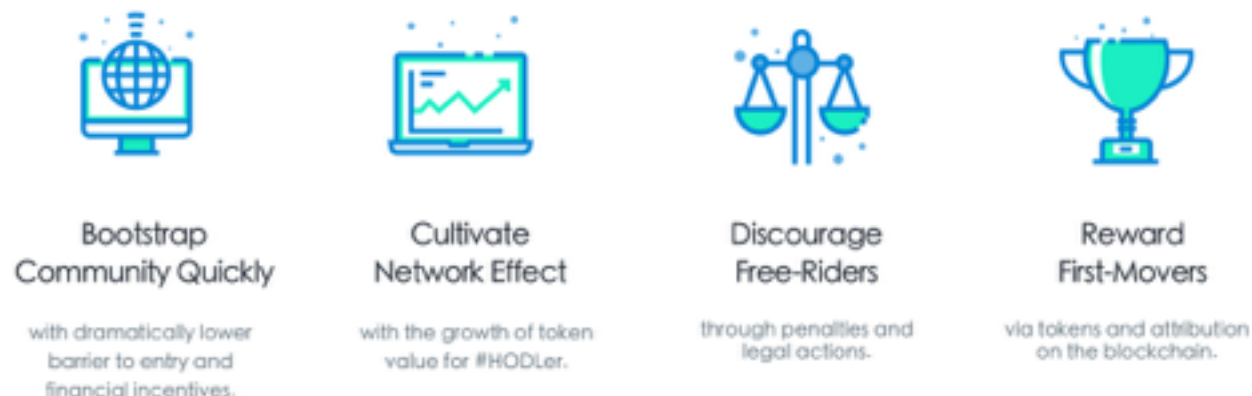 Bootstrap
Community Quickly
with dramatically lower
barrier to entry and
financial incentives.
Cultivate
Network Effect
with the growth of token
value for #HODLer.
Discourage
Free-Riders
through penalties and
legal actions.
Reward
First-Movers
via tokens and attribution
on the blockchain.